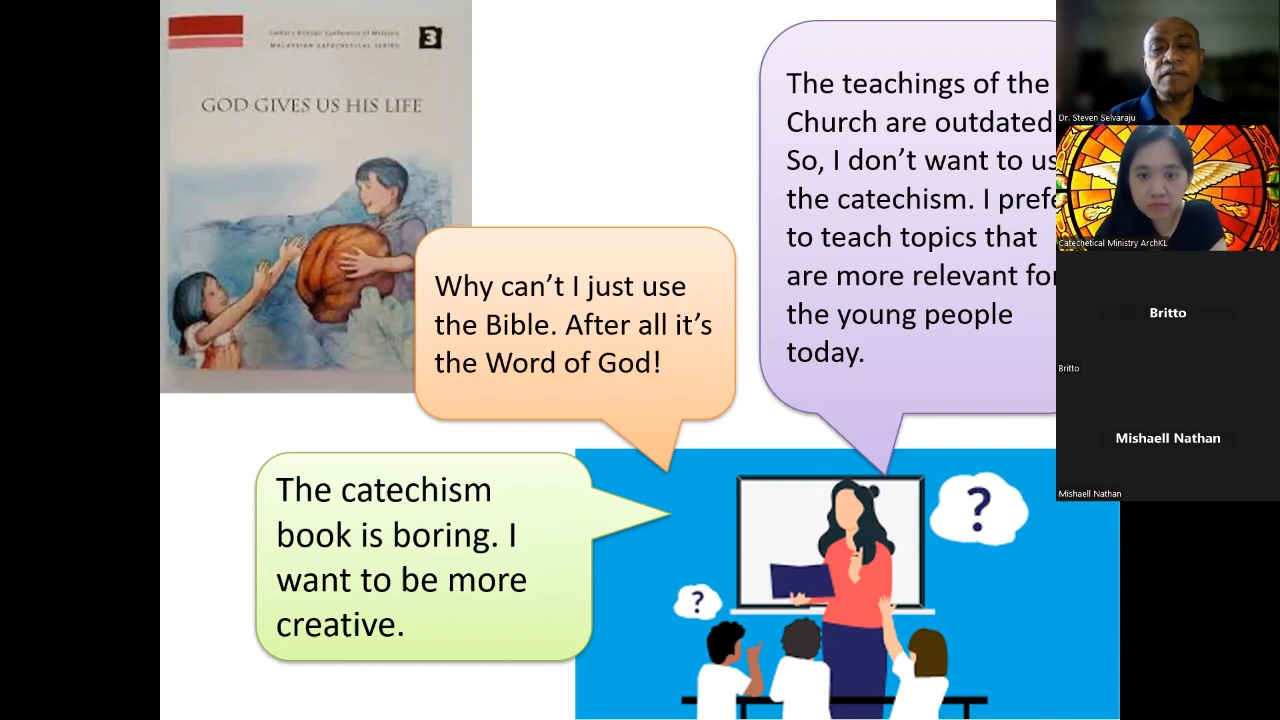 Catholic Bishops' Conference of Malaysia
MALAYSIAN CATECHETICAL SERIES
3
GOD GIVES US HIS LIFE
The teachings of the
Church are outdated
So, I don't want to us
the catechism. I prefe
to teach topics that
are more relevant for
the young people
today.
Why can't I just use
the Bible. After all it's
the Word of God!
The catechism
book is boring. I
want to be more
creative.
?
?
Dr. Steven Selvaraju
Catechetical Ministry ArchKL
Britto
Britto
Mishaell Nathan
Mishaell Nathan